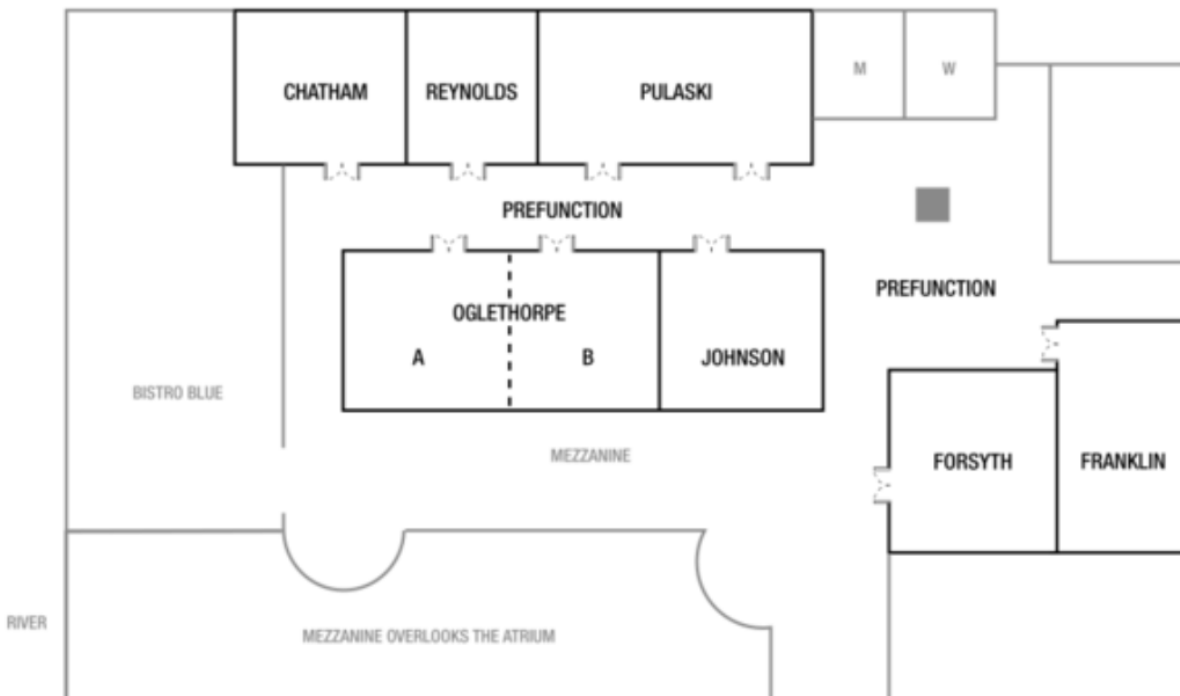 CHATHAM
REYNOLDS
PULASKI
M
W
PREFUNCTION
PREFUNCTION
OGLETHORPE
A
B
JOHNSON
BISTRO BLUE
MEZZANINE
FORSYTH
FRANKLIN
RIVER
MEZZANINE OVERLOOKS THE ATRIUM